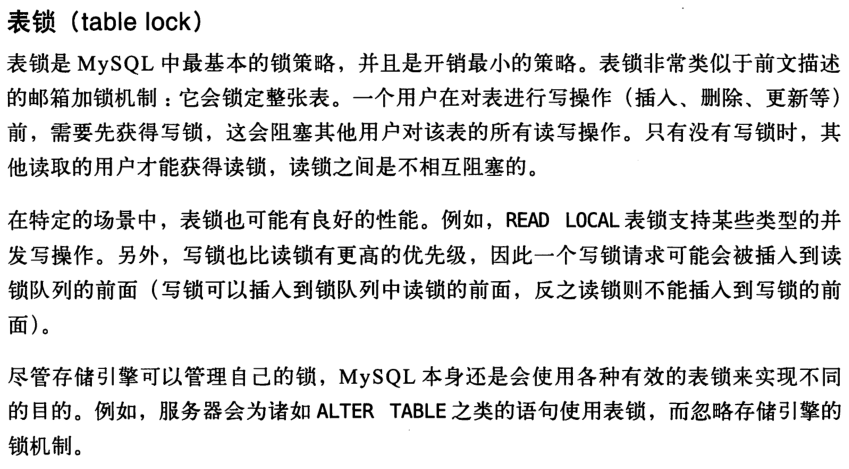 表锁（table lock）
表锁是 MySQL 中最基本的锁策略，并且是开销最小的策略。表锁非常类似于前文描述
的邮箱加锁机制：它会锁定整张表。一个用户在对表进行写操作（插入、删除、更新等）
前，需要先获得写锁，这会阻塞其他用户对该表的所有读写操作。只有没有写锁时，其
他读取的用户才能获得读锁，读锁之间是不相互阻塞的。
在特定的场景中，表锁也可能有良好的性能。例如，READ LOCAL 表锁支持某些类型的并
发写操作。另外，写锁也比读锁有更高的优先级，因此一个写锁请求可能会被插入到读
锁队列的前面（写锁可以插入到锁队列中读锁的前面，反之读锁则不能插入到写锁的前
面）。
尽管存储引擎可以管理自己的锁，MySQL 本身还是会使用各种有效的表锁来实现不同
的目的。例如，服务器会为诸如 ALTER TABLE 之类的语句使用表锁，而忽略存储引擎的
锁机制。